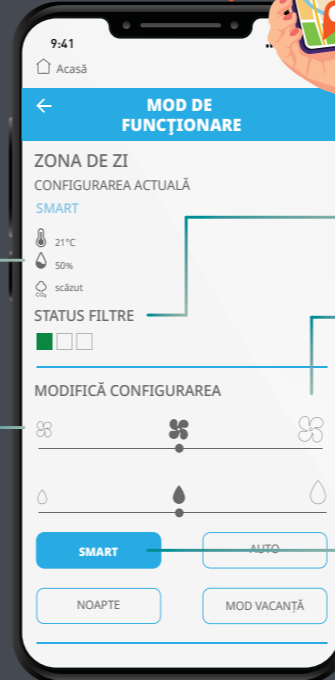 9:41
Acasă
MOD DE
FUNCȚIONARE
ZONA DE ZI
CONFIGURAREA ACTUALĂ
SMART
21°C
50%
CO₂ scăzut
STATUS FILTRE
MODIFICĂ CONFIGURAREA
SMART AUTO
NOAPTE MOD VACANȚĂ